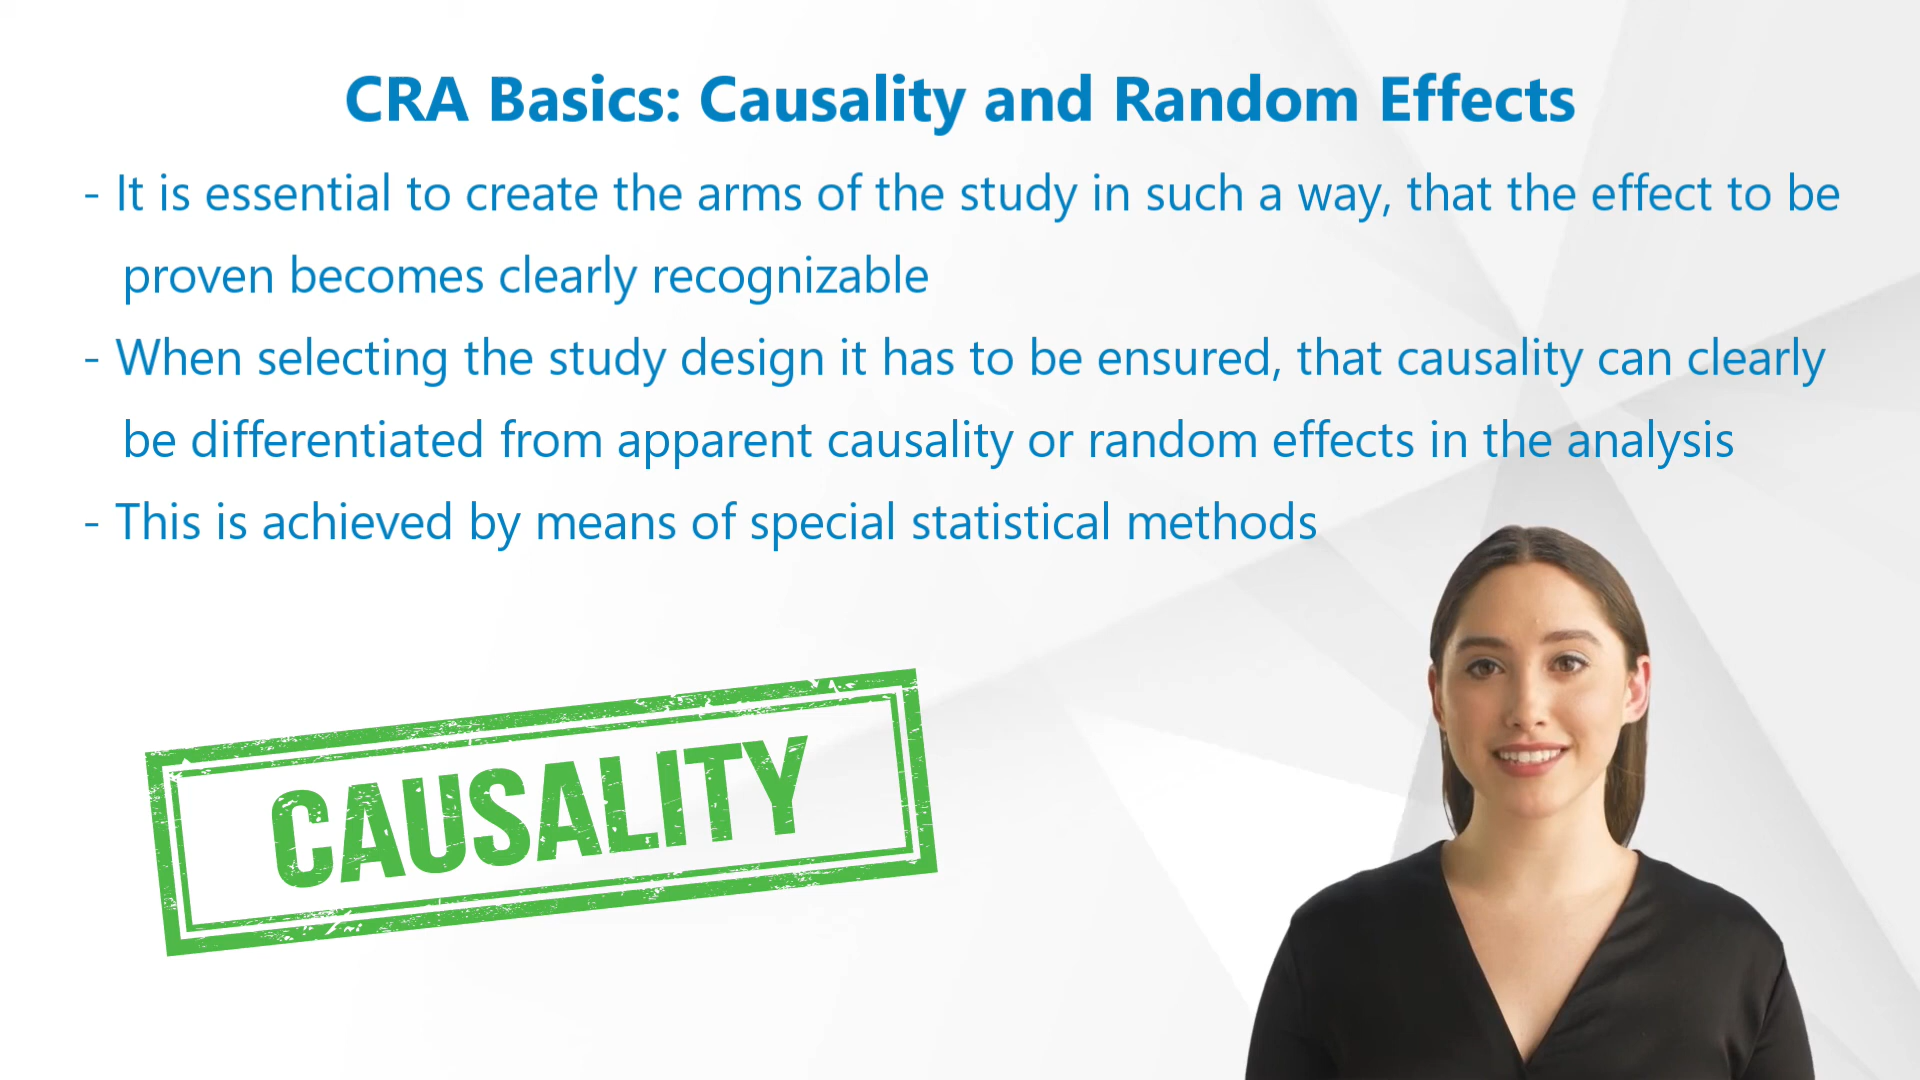 CRA Basics: Causality and Random Effects
- It is essential to create the arms of the study in such a way, that the effect to be
proven becomes clearly recognizable
- When selecting the study design it has to be ensured, that causality can clearly
be differentiated from apparent causality or random effects in the analysis
- This is achieved by means of special statistical methods
CAUSALITY